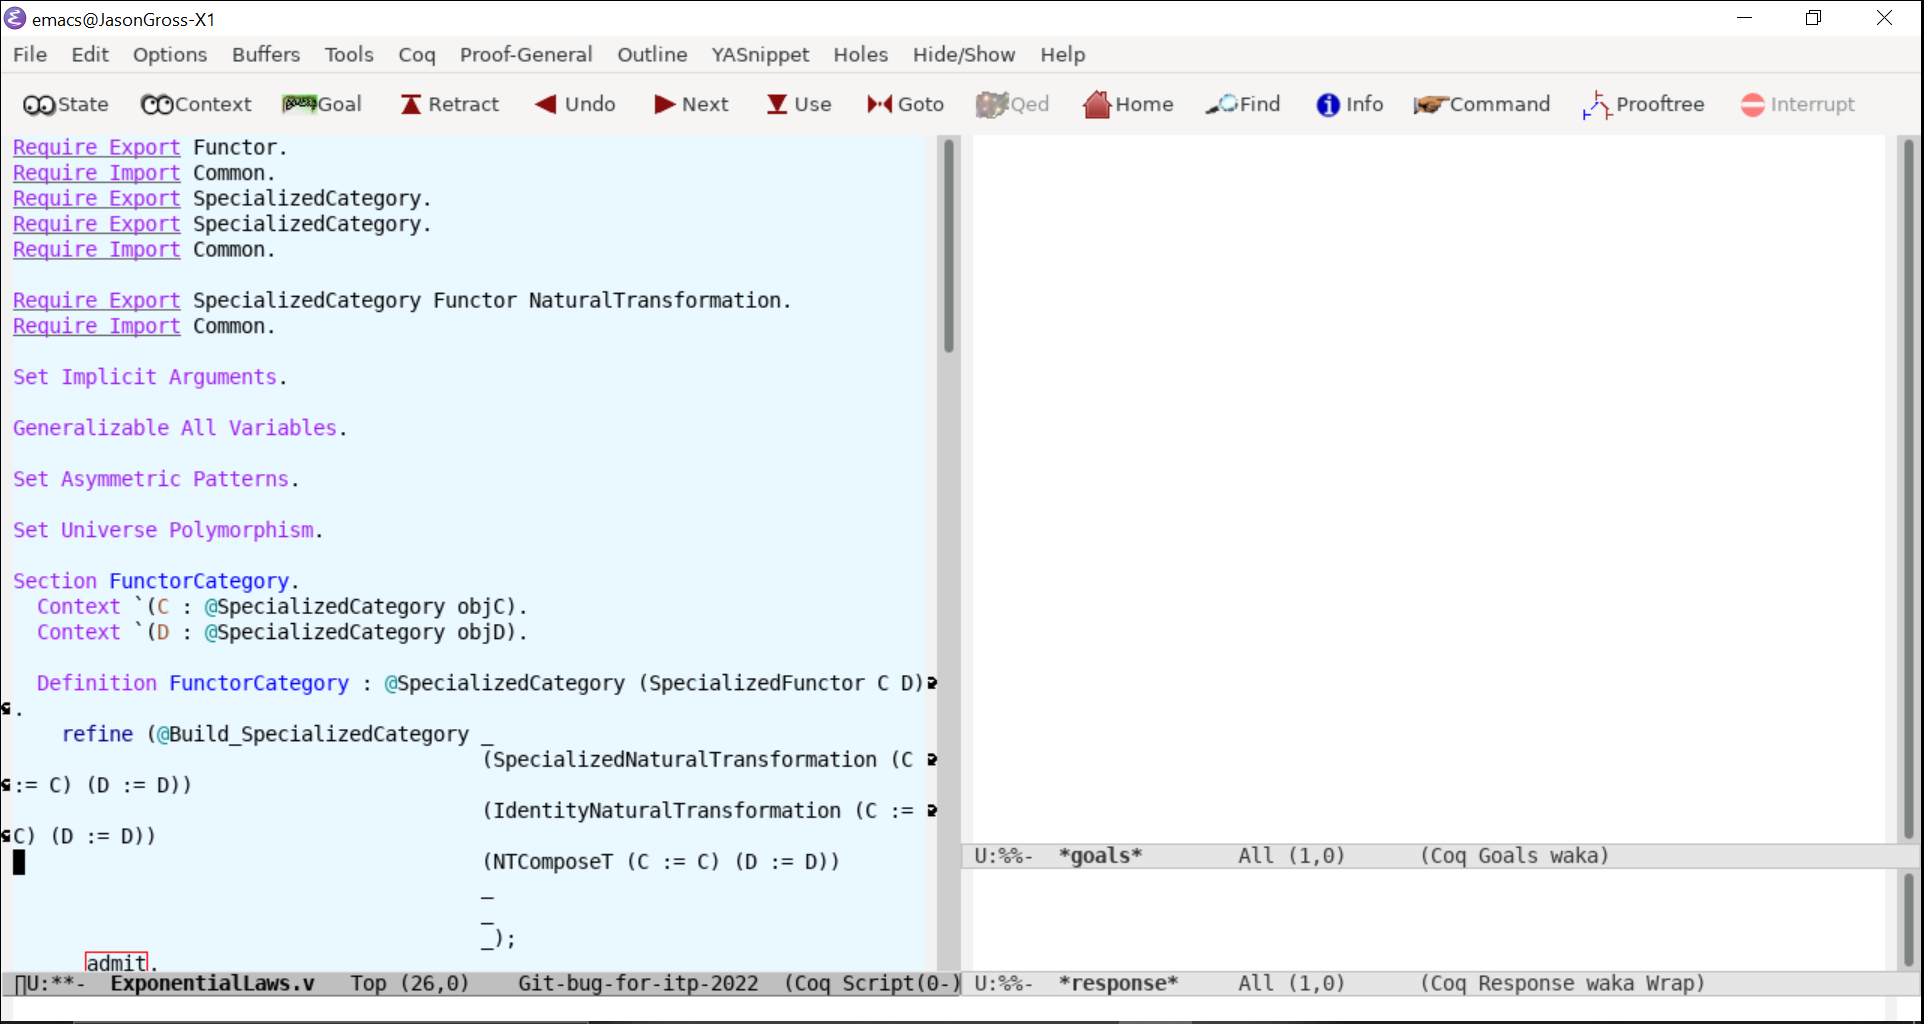 emacs@JasonGross-X1
File Edit Options Buffers Tools Coq Proof-General Outline YASnippet Holes Hide/Show Help
State Context Goal Retract Undo Next Use Goto Qed Home Find Info Command Prooftree Interrupt
Require Export Functor.
Require Import Common.
Require Export SpecializedCategory.
Require Export SpecializedCategory.
Require Import Common.
Require Export SpecializedCategory Functor NaturalTransformation.
Require Import Common.
Set Implicit Arguments.
Generalizable All Variables.
Set Asymmetric Patterns.
Set Universe Polymorphism.
Section FunctorCategory.
Context `(C : @SpecializedCategory objC).
Context `(D : @SpecializedCategory objD).
Definition FunctorCategory : @SpecializedCategory (SpecializedFunctor C D)
.
refine (@Build_SpecializedCategory _
(SpecializedNaturalTransformation (C
:= C) (D := D))
(IdentityNaturalTransformation (C :=
C) (D := D))
(NTComposeT (C := C) (D := D))
_
_
_);
admit.
U:**- ExponentialLaws.v Top (26,0) Git-bug-for-itp-2022 (Coq Script(0-)
U:%%- *goals* All (1,0) (Coq Goals waka)
U:%%- *response* All (1,0) (Coq Response waka Wrap)